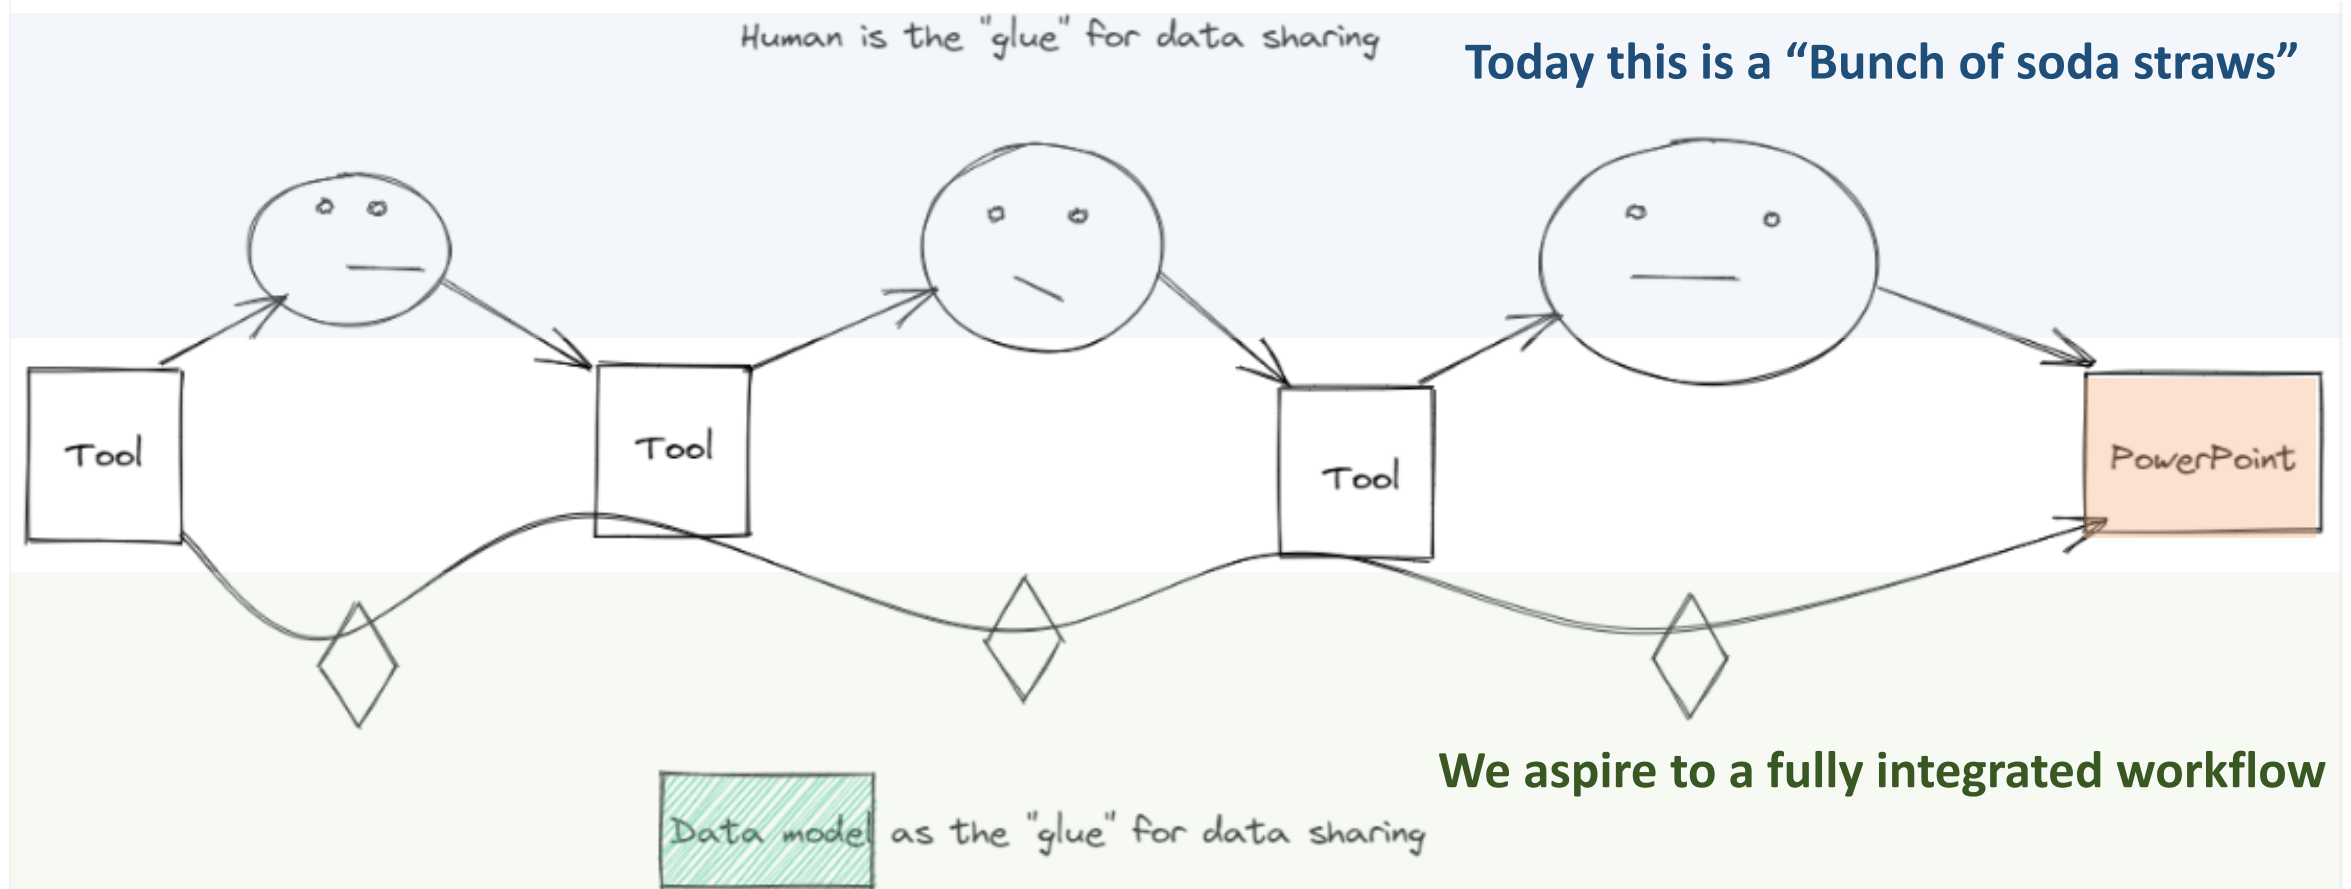 Human is the "glue" for data sharing
Today this is a “Bunch of soda straws”
Tool
Tool
Tool
PowerPoint
We aspire to a fully integrated workflow
Data model as the "glue" for data sharing